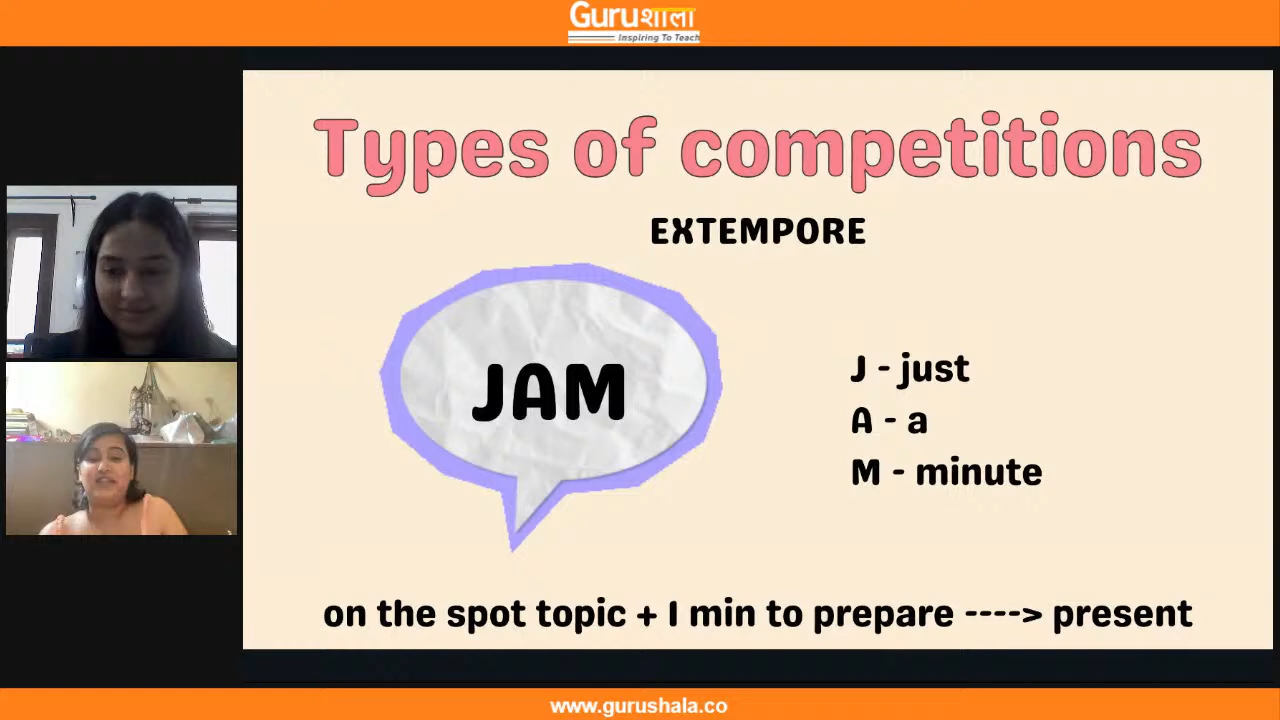 Guruशाला
Inspiring To Teach
Types of competitions
EXTEMPORE
JAM
J - just
A - a
M - minute
on the spot topic + 1 min to prepare ----> present
www.gurushala.co